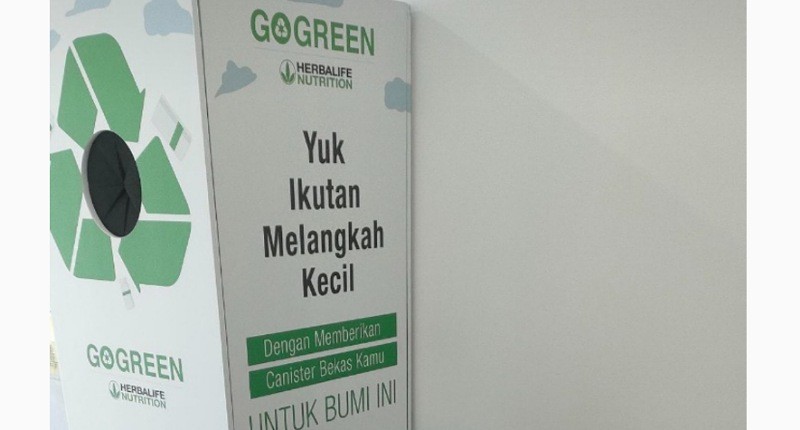 GOGREEN
HERBALIFE
NUTRITION
Yuk
Ikutan
Melangkah
Kecil
Dengan Memberikan
Canister Bekas Kamu
UNTUK BUMI INI
GOGREEN
HERBALIFE
NUTRITION